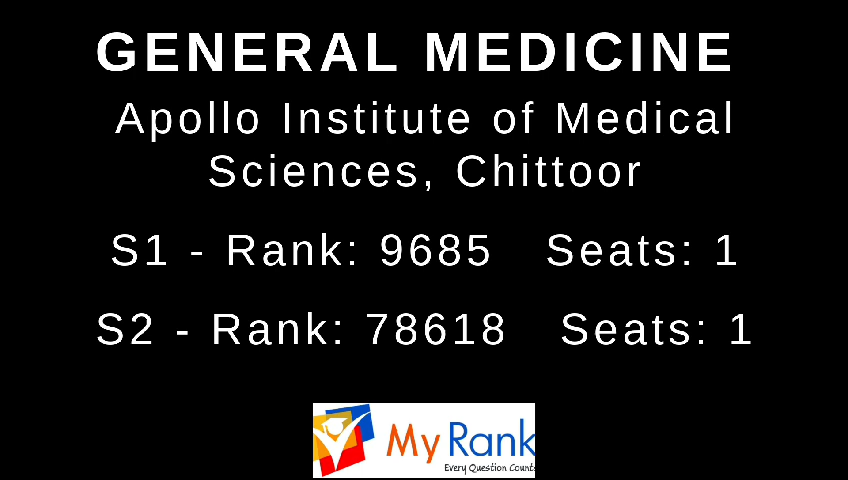 GENERAL MEDICINE
Apollo Institute of Medical
Sciences, Chittoor
S1 - Rank: 9685 Seats: 1
S2 - Rank: 78618 Seats: 1
My Rank
Every Question Counts